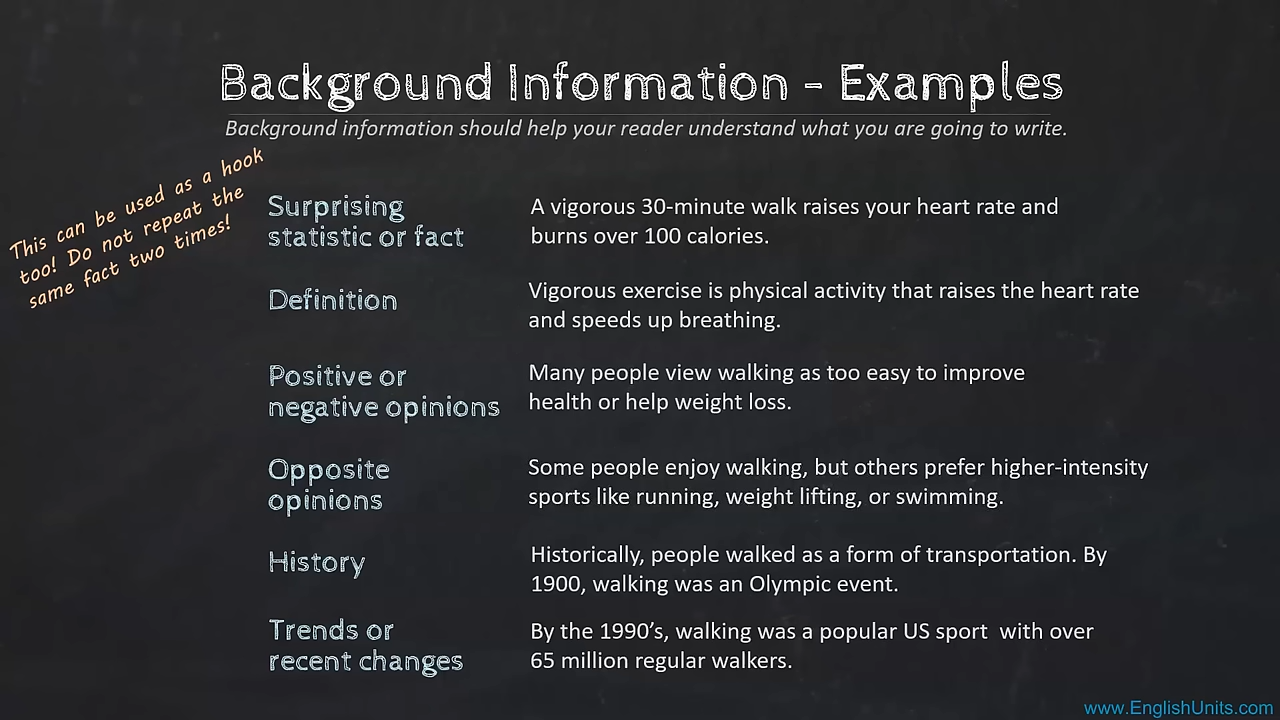 Background Information – Examples
Background information should help your reader understand what you are going to write.
This can be used as a hook
too! Do not repeat the
same fact two times!
Surprising
statistic or fact
A vigorous 30-minute walk raises your heart rate and
burns over 100 calories.
Definition
Vigorous exercise is physical activity that raises the heart rate
and speeds up breathing.
Positive or
negative opinions
Many people view walking as too easy to improve
health or help weight loss.
Opposite
opinions
Some people enjoy walking, but others prefer higher-intensity
sports like running, weight lifting, or swimming.
History
Historically, people walked as a form of transportation. By
1900, walking was an Olympic event.
Trends or
recent changes
By the 1990’s, walking was a popular US sport  with over
65 million regular walkers.
www.EnglishUnits.com